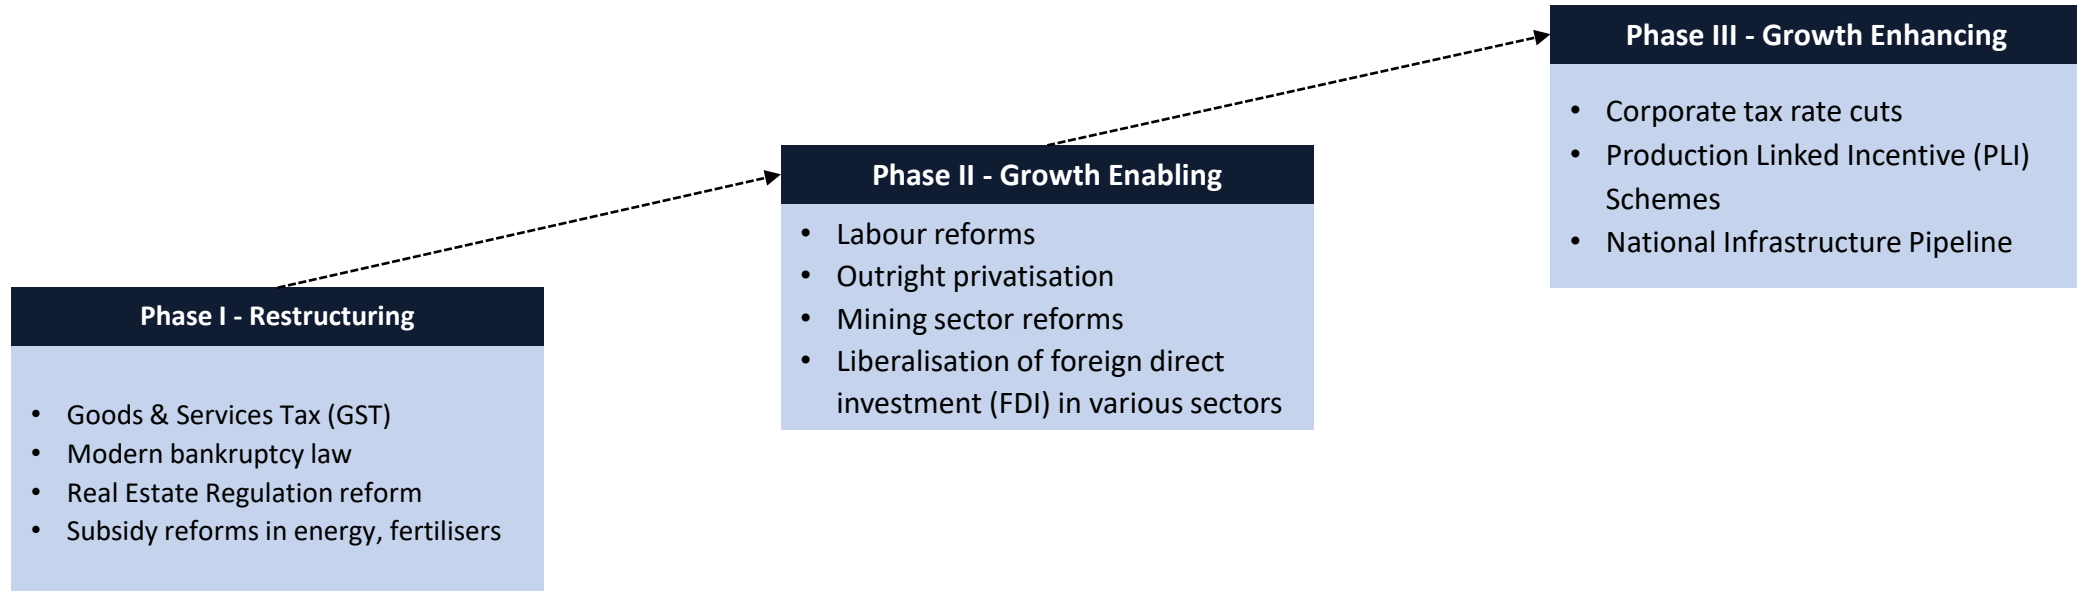 Phase I - Restructuring
• Goods & Services Tax (GST)
• Modern bankruptcy law
• Real Estate Regulation reform
• Subsidy reforms in energy, fertilisers
Phase II - Growth Enabling
• Labour reforms
• Outright privatisation
• Mining sector reforms
• Liberalisation of foreign direct
investment (FDI) in various sectors
Phase III - Growth Enhancing
• Corporate tax rate cuts
• Production Linked Incentive (PLI)
Schemes
• National Infrastructure Pipeline